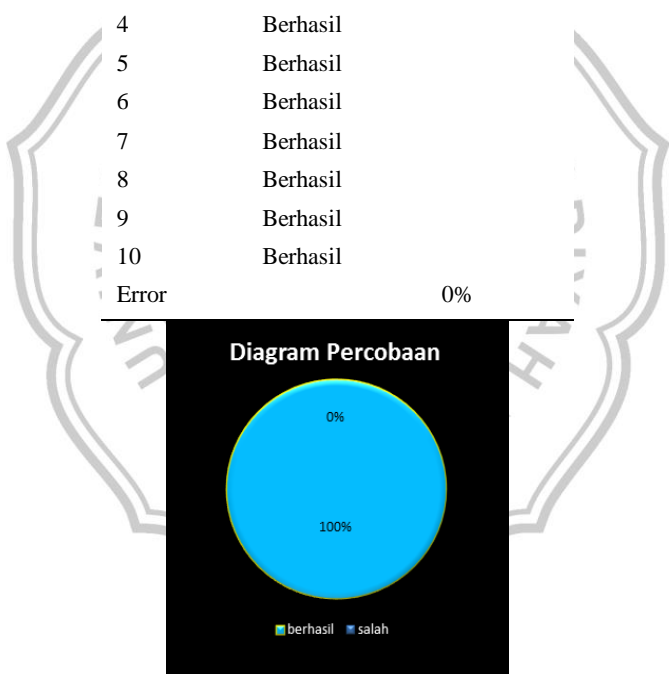 4 Berhasil
5 Berhasil
6 Berhasil
7 Berhasil
8 Berhasil
9 Berhasil
10 Berhasil
Error 0%
Diagram Percobaan
0%
100%
berhasil salah